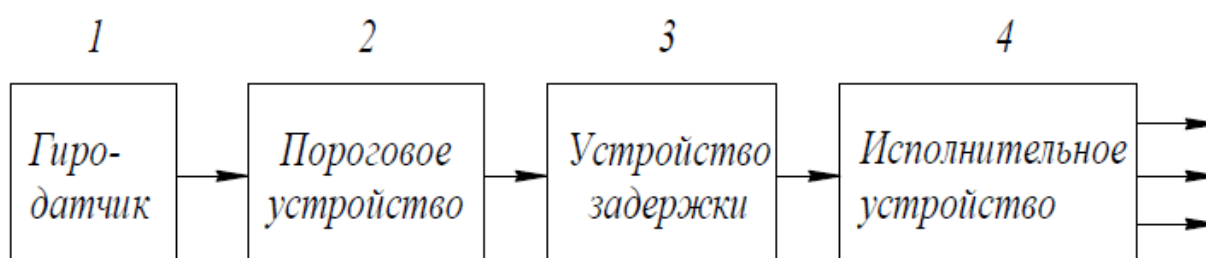 1 2 3 4
Гиро-
датчик
Пороговое
устройство
Устройство
задержки
Исполнительное
устройство